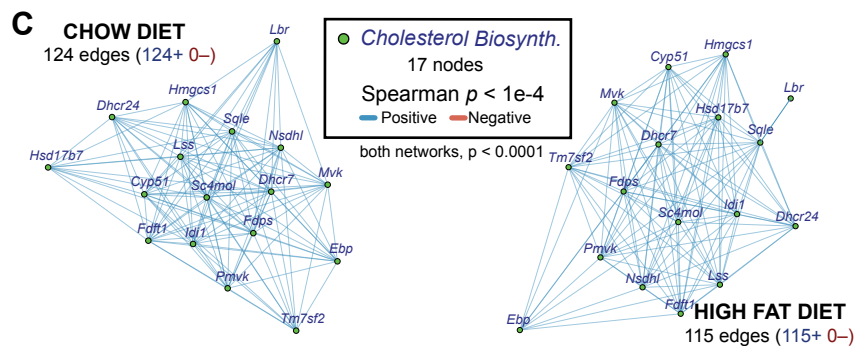 C
CHOW DIET
124 edges (124+ 0–)
Lbr
Hmgcs1
Dhcr24
Sqle
Nsdhl
Lss
Hsd17b7
Cyp51
Sc4mol
Dhcr7
Mvk
Fdft1
Idi1
Fdps
Ebp
Pmvk
Tm7sf2
Cholesterol Biosynth.
17 nodes
Spearman p < 1e-4
Positive Negative
both networks, p < 0.0001
Hmgcs1
Cyp51
Lbr
Mvk
Hsd17b7
Dhcr7
Sqle
Tm7sf2
Fdps
Sc4mol
Idi1
Dhcr24
Pmvk
Nsdhl
Lss
Fdft1
Ebp
HIGH FAT DIET
115 edges (115+ 0–)